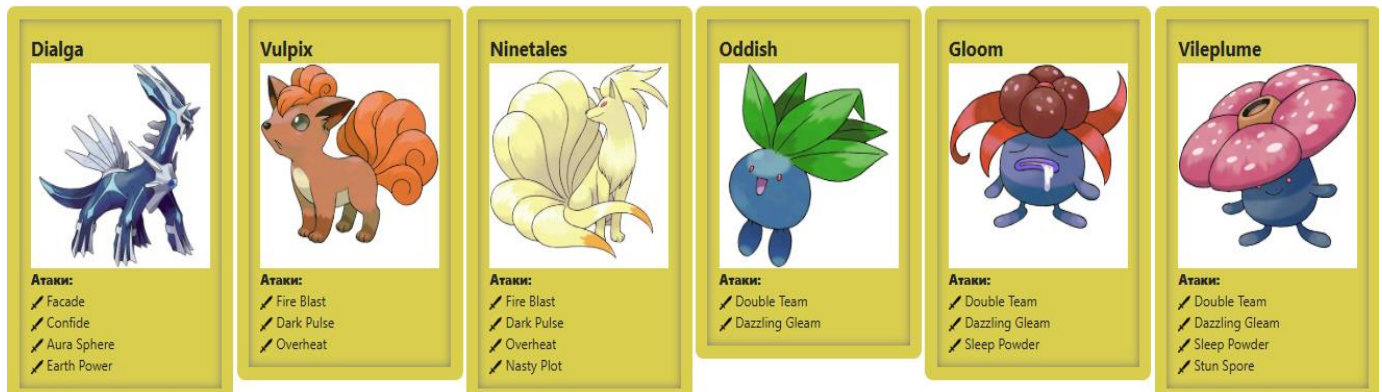 Dialga
Атаки:
Facade
Confide
Aura Sphere
Earth Power
Vulpix
Атаки:
Fire Blast
Dark Pulse
Overheat
Ninetales
Атаки:
Fire Blast
Dark Pulse
Overheat
Nasty Plot
Oddish
Атаки:
Double Team
Dazzling Gleam
Gloom
Атаки:
Double Team
Dazzling Gleam
Sleep Powder
Vileplume
Атаки:
Double Team
Dazzling Gleam
Sleep Powder
Stun Spore